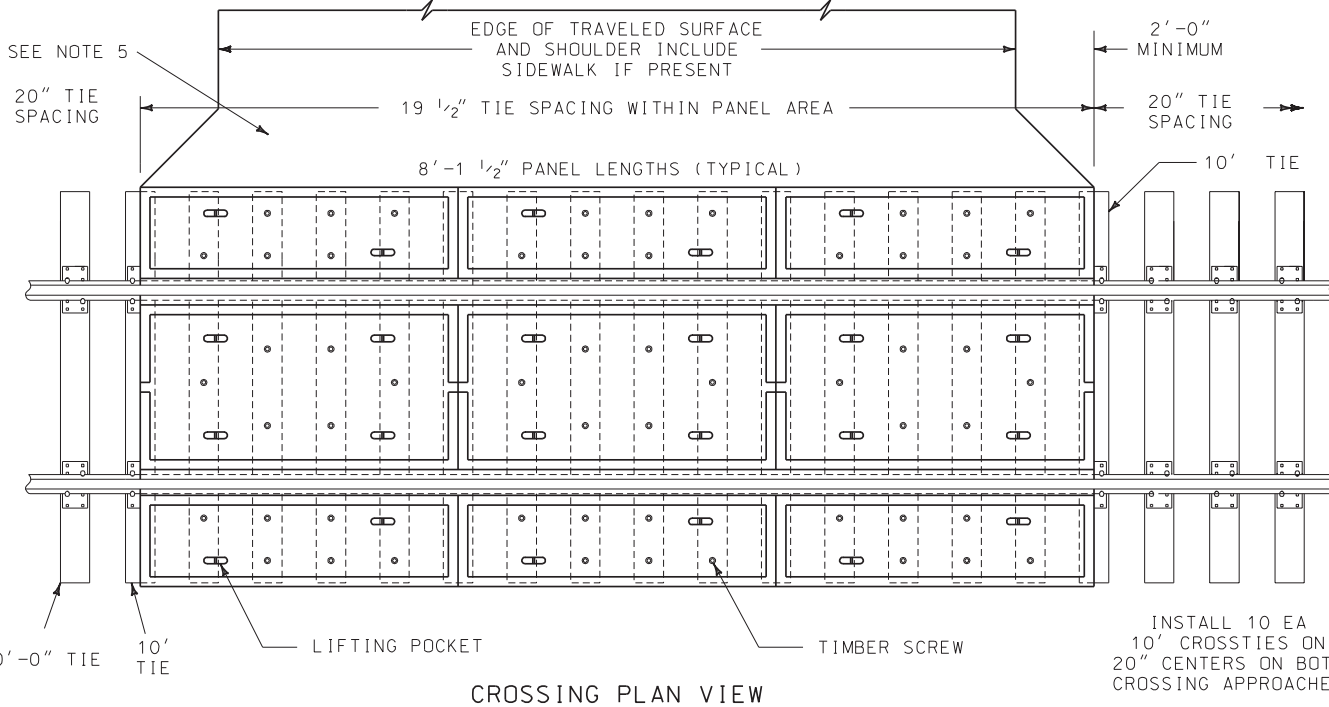 EDGE OF TRAVELED SURFACE
AND SHOULDER INCLUDE
SIDEWALK IF PRESENT
2'-0"
MINIMUM
SEE NOTE 5
20" TIE
SPACING
19 1/2" TIE SPACING WITHIN PANEL AREA
20" TIE
SPACING
8'-1 1/2" PANEL LENGTHS (TYPICAL)
10' TIE
0'-0" TIE
10'
TIE
LIFTING POCKET
TIMBER SCREW
INSTALL 10 EA
10' CROSSTIES ON
20" CENTERS ON BOT
CROSSING APPROACHE
CROSSING PLAN VIEW